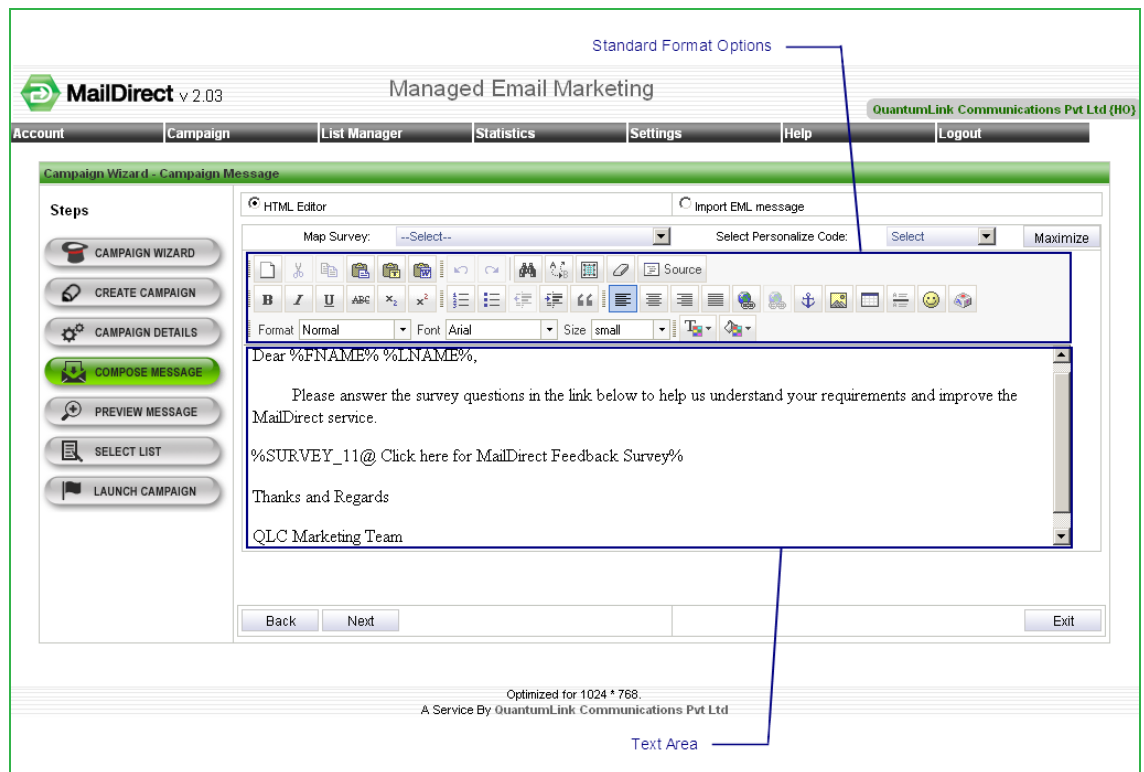 Standard Format Options
MailDirect v 2.03
Managed Email Marketing
QuantumLink Communications Pvt Ltd {HO}
Account Campaign List Manager Statistics Settings Help Logout
Campaign Wizard - Campaign Message
Steps
CAMPAIGN WIZARD
CREATE CAMPAIGN
CAMPAIGN DETAILS
COMPOSE MESSAGE
PREVIEW MESSAGE
SELECT LIST
LAUNCH CAMPAIGN
HTML Editor Import EML message
Map Survey: --Select-- Select Personalize Code: Select Maximize
Source
B I U ABC x₂ x²
Format Normal Font Arial Size small
Dear %FNAME% %LNAME%,
Please answer the survey questions in the link below to help us understand your requirements and improve the
MailDirect service.
%SURVEY_11@ Click here for MailDirect Feedback Survey%
Thanks and Regards
QLC Marketing Team
Back Next Exit
Optimized for 1024 * 768.
A Service By QuantumLink Communications Pvt Ltd
Text Area